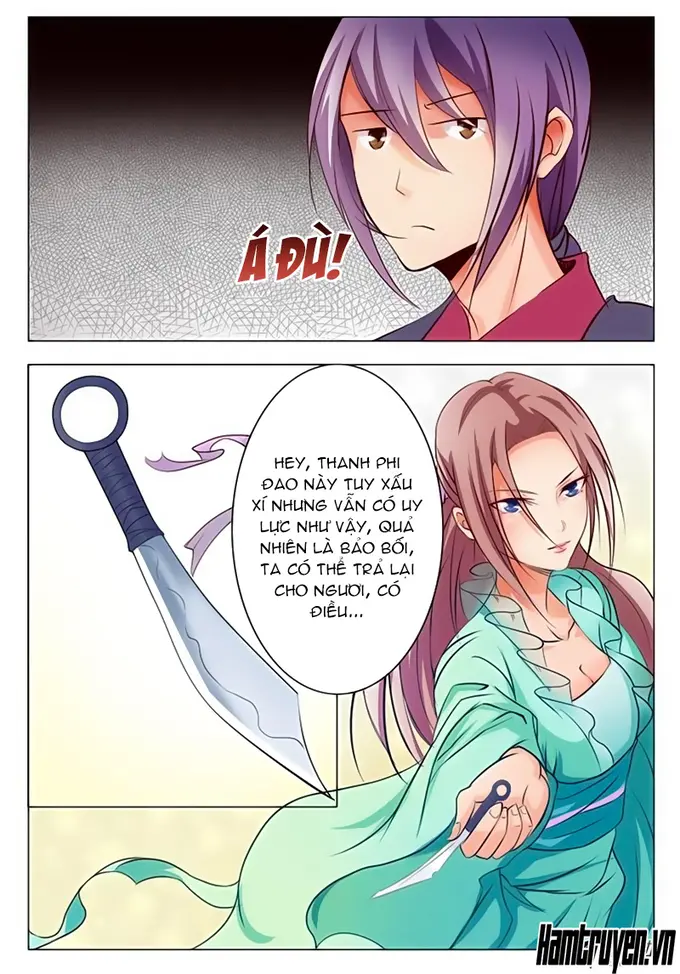 Á ĐÙ!
HEY, THANH PHI
ĐAO NÀY TUY XẤU
XÍ NHƯNG VẪN CÓ UY
LỰC NHƯ VẬY, QUẢ
NHIÊN LÀ BẢO BỐI,
TA CÓ THỂ TRẢ LẠI
CHO NGƯƠI, CÓ
ĐIỀU...
Hamtruyen.vn